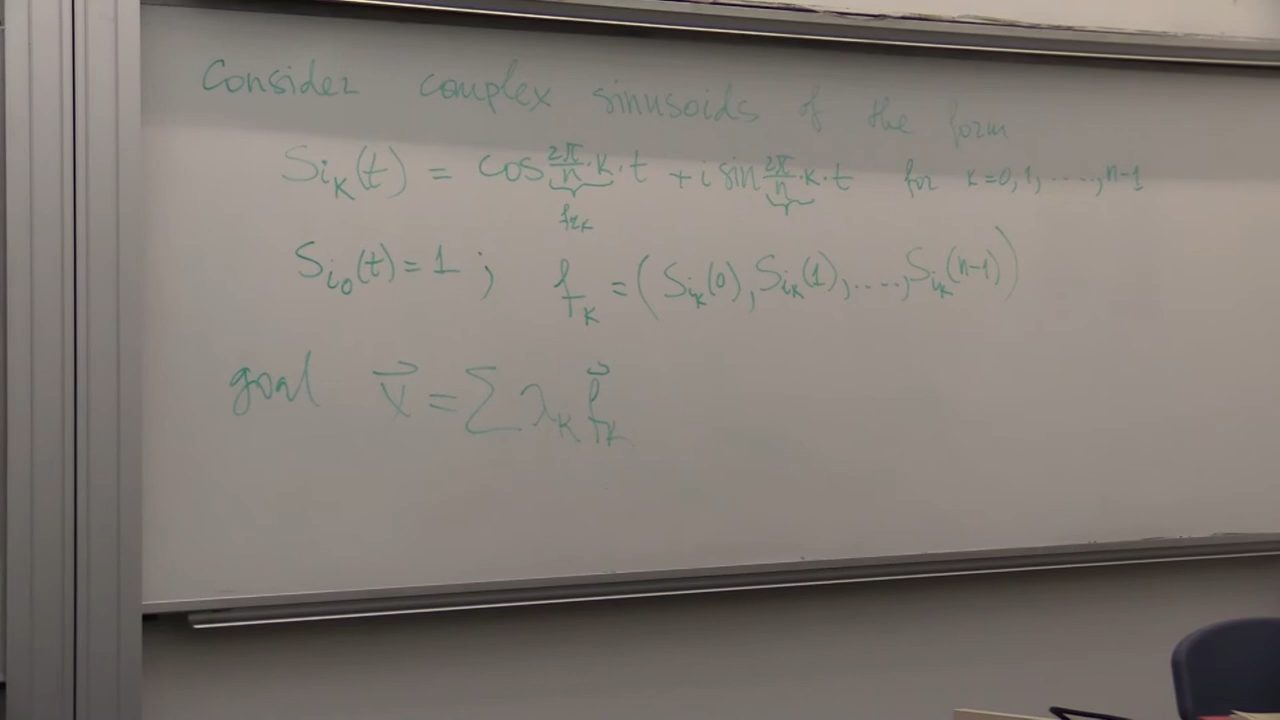 Consider complex sinusoids of the form
Si_k(t) = cos 2π/n · k · t + i sin 2π/n · k · t for k=0,1,....,n-1
fr_k
Si_0(t) = 1 ; f_k = (Si_k(0), Si_k(1), ...., Si_k(n-1))
goal v⃗ = Σ λ_k f⃗_k